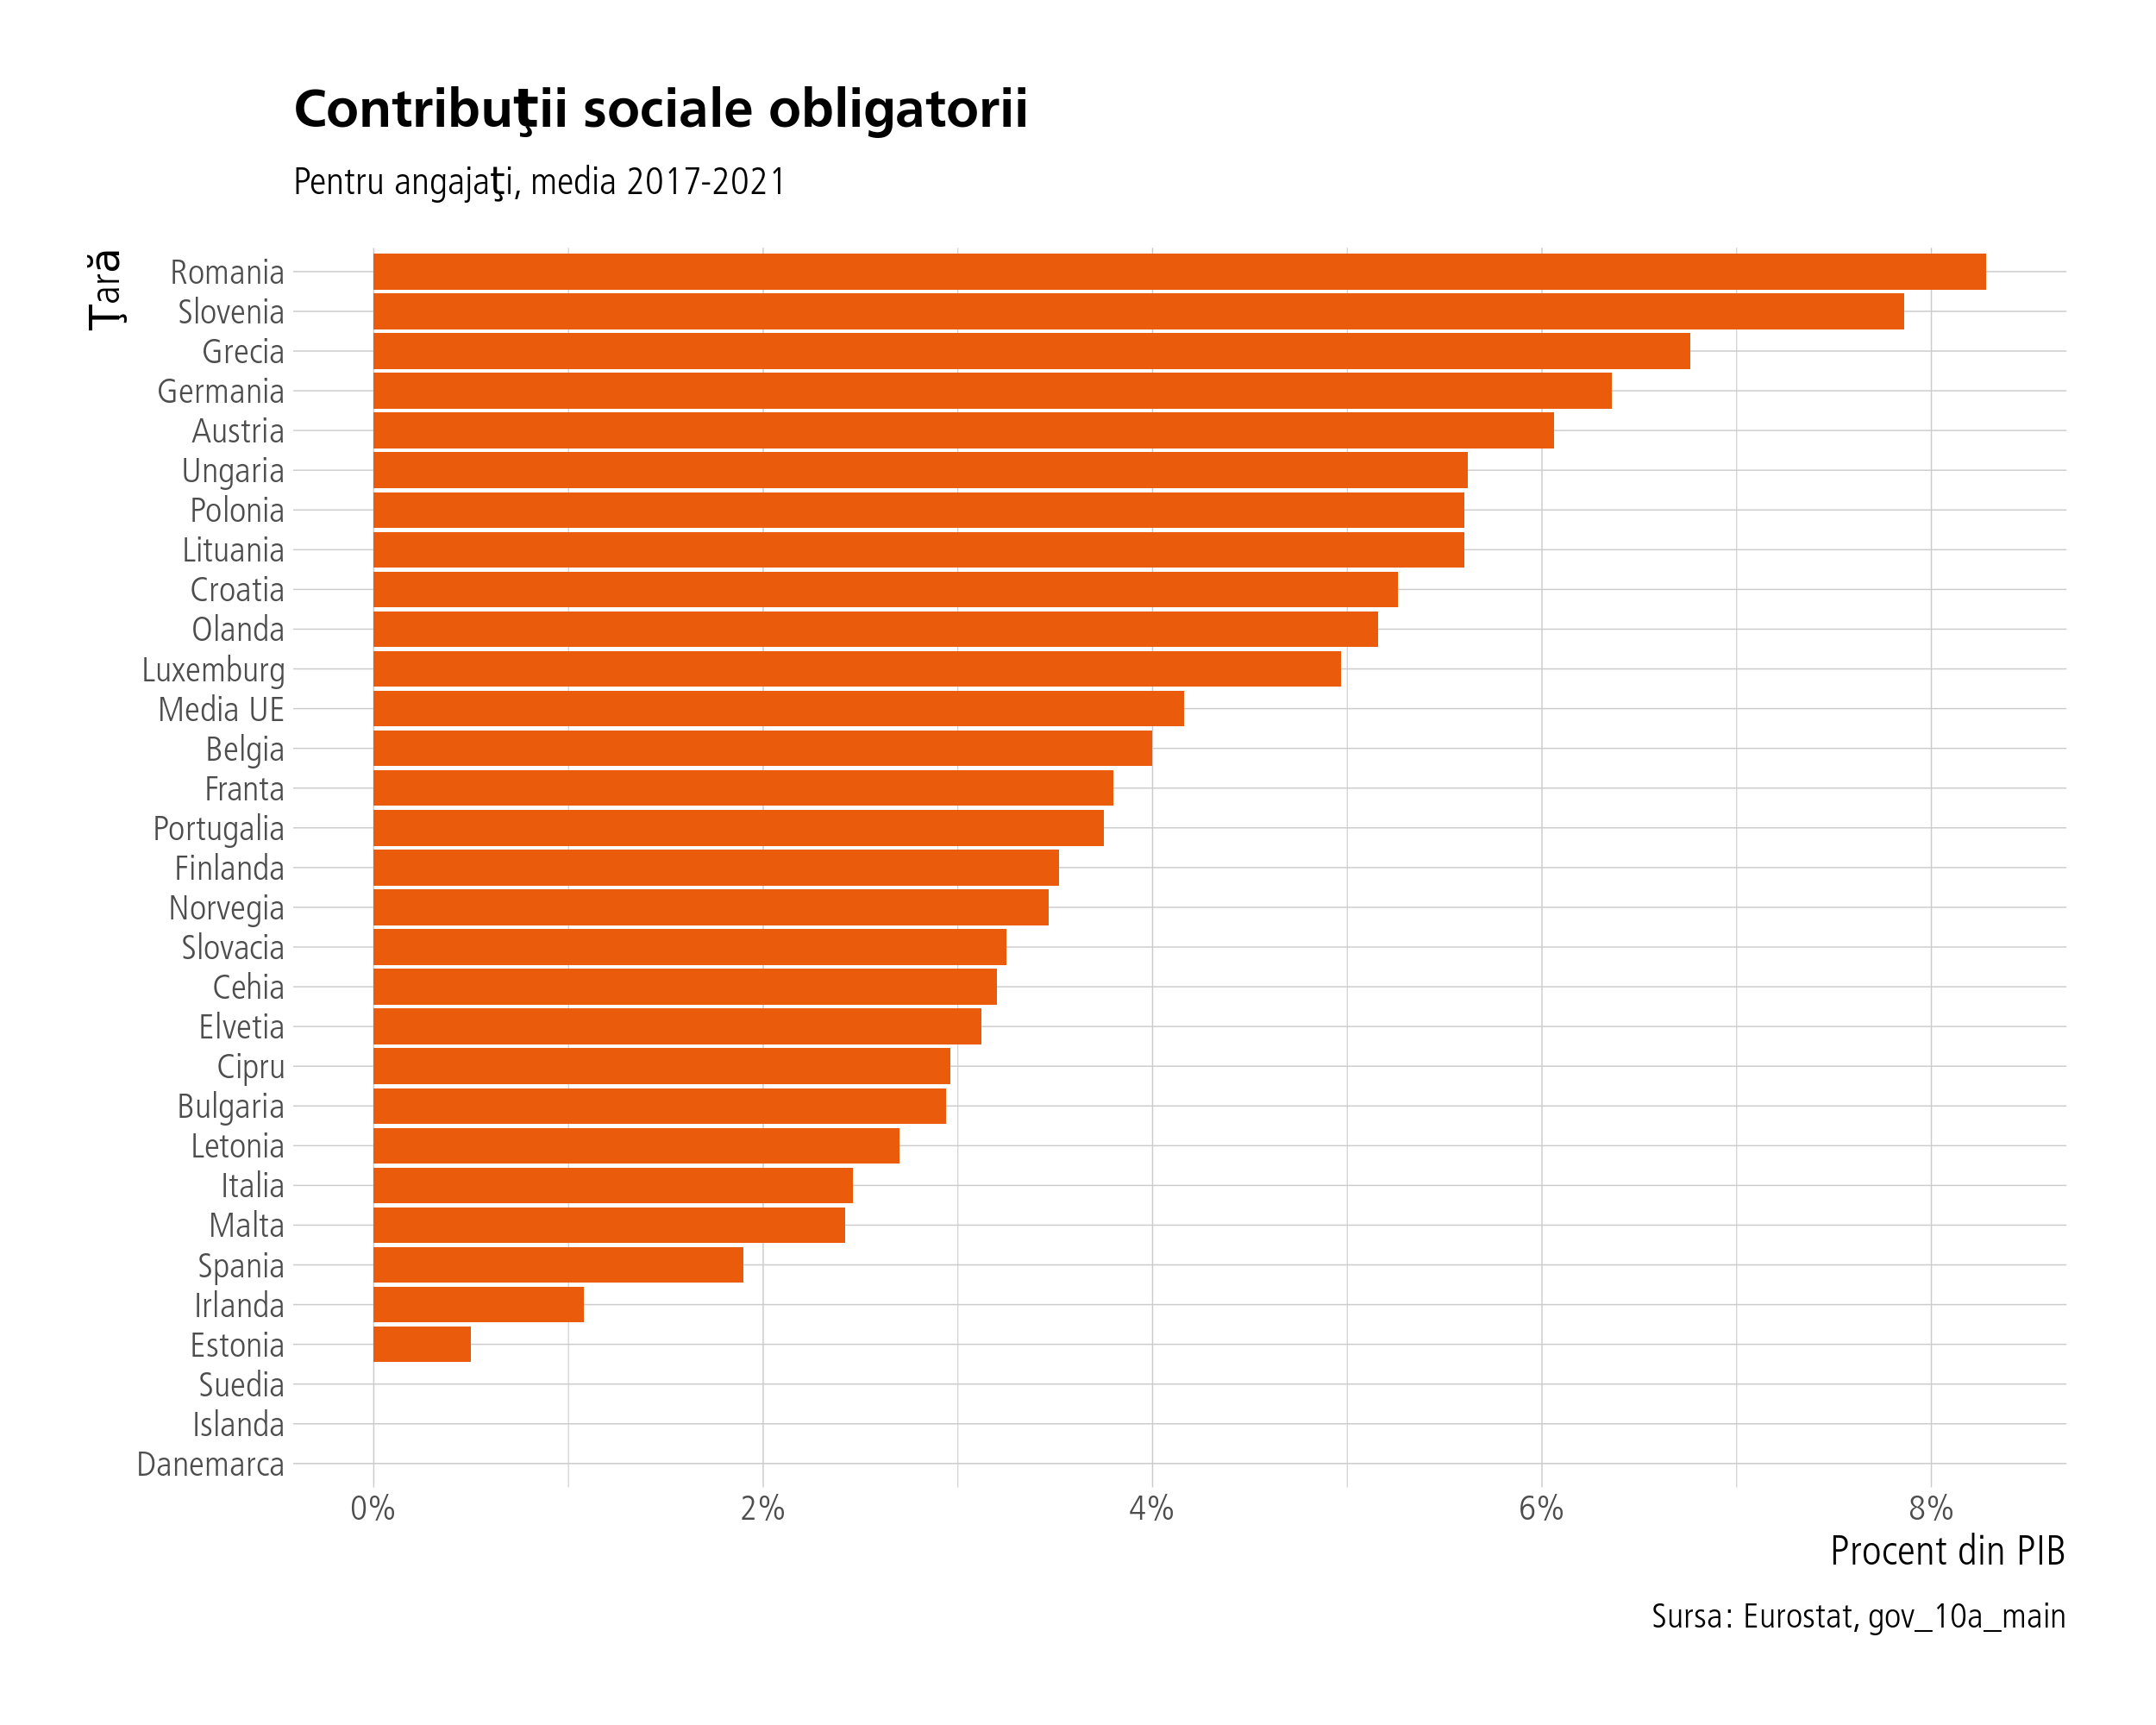 Contribuţii sociale obligatorii
Pentru angajaţi, media 2017-2021
Ţară
Romania
Slovenia
Grecia
Germania
Austria
Ungaria
Polonia
Lituania
Croatia
Olanda
Luxemburg
Media UE
Belgia
Franta
Portugalia
Finlanda
Norvegia
Slovacia
Cehia
Elvetia
Cipru
Bulgaria
Letonia
Italia
Malta
Spania
Irlanda
Estonia
Suedia
Islanda
Danemarca
0% 2% 4% 6% 8%
Procent din PIB
Sursa: Eurostat, gov_10a_main